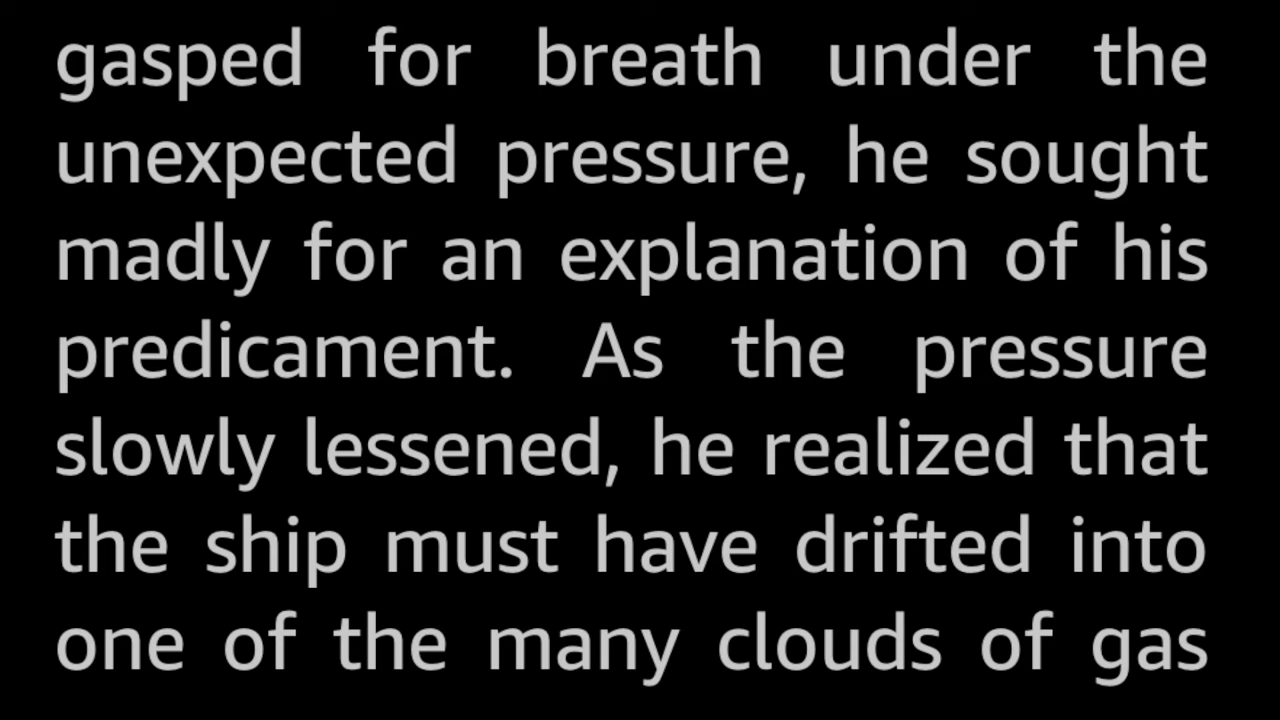 gasped for breath under the
unexpected pressure, he sought
madly for an explanation of his
predicament. As the pressure
slowly lessened, he realized that
the ship must have drifted into
one of the many clouds of gas